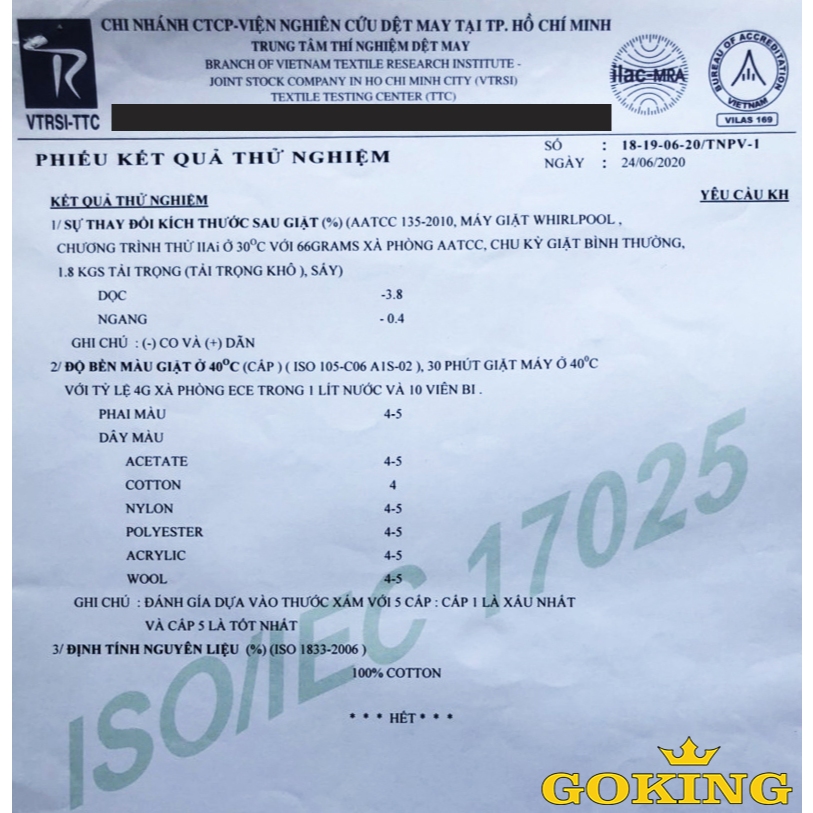 CHI NHÁNH CTCP-VIỆN NGHIÊN CỨU DỆT MAY TẠI TP. HỒ CHÍ MINH
TRUNG TÂM THÍ NGHIỆM DỆT MAY
BRANCH OF VIETNAM TEXTILE RESEARCH INSTITUTE -
JOINT STOCK COMPANY IN HO CHI MINH CITY (VTRSI)
TEXTILE TESTING CENTER (TTC)
VTRSI-TTC
ilac-MRA
BUREAU OF ACCREDITATION
VIETNAM
VILAS 169
PHIẾU KẾT QUẢ THỬ NGHIỆM
SỐ : 18-19-06-20/TNPV-1
NGÀY : 24/06/2020
KẾT QUẢ THỬ NGHIỆM YÊU CẦU KH
1/ SỰ THAY ĐỔI KÍCH THƯỚC SAU GIẶT (%) (AATCC 135-2010, MÁY GIẶT WHIRLPOOL ,
CHƯƠNG TRÌNH THỬ IIAi Ở 30°C VỚI 66GRAMS XÀ PHÒNG AATCC, CHU KỲ GIẶT BÌNH THƯỜNG,
1.8 KGS TẢI TRỌNG (TẢI TRỌNG KHÔ ), SẤY)
DỌC -3.8
NGANG - 0.4
GHI CHÚ : (-) CO VÀ (+) DÃN
2/ ĐỘ BỀN MÀU GIẶT Ở 40°C (CẤP ) ( ISO 105-C06 A1S-02 ), 30 PHÚT GIẶT MÁY Ở 40°C
VỚI TỶ LỆ 4G XÀ PHÒNG ECE TRONG 1 LÍT NƯỚC VÀ 10 VIÊN BI .
PHAI MÀU 4-5
DÂY MÀU
ACETATE 4-5
COTTON 4
NYLON 4-5
POLYESTER 4-5
ACRYLIC 4-5
WOOL 4-5
GHI CHÚ : ĐÁNH GÍA DỰA VÀO THƯỚC XÁM VỚI 5 CẤP : CẤP 1 LÀ XẤU NHẤT
VÀ CẤP 5 LÀ TỐT NHẤT
3/ ĐỊNH TÍNH NGUYÊN LIỆU (%) (ISO 1833-2006 )
100% COTTON
* * * HẾT * * *
ISO/IEC 17025
GOKING